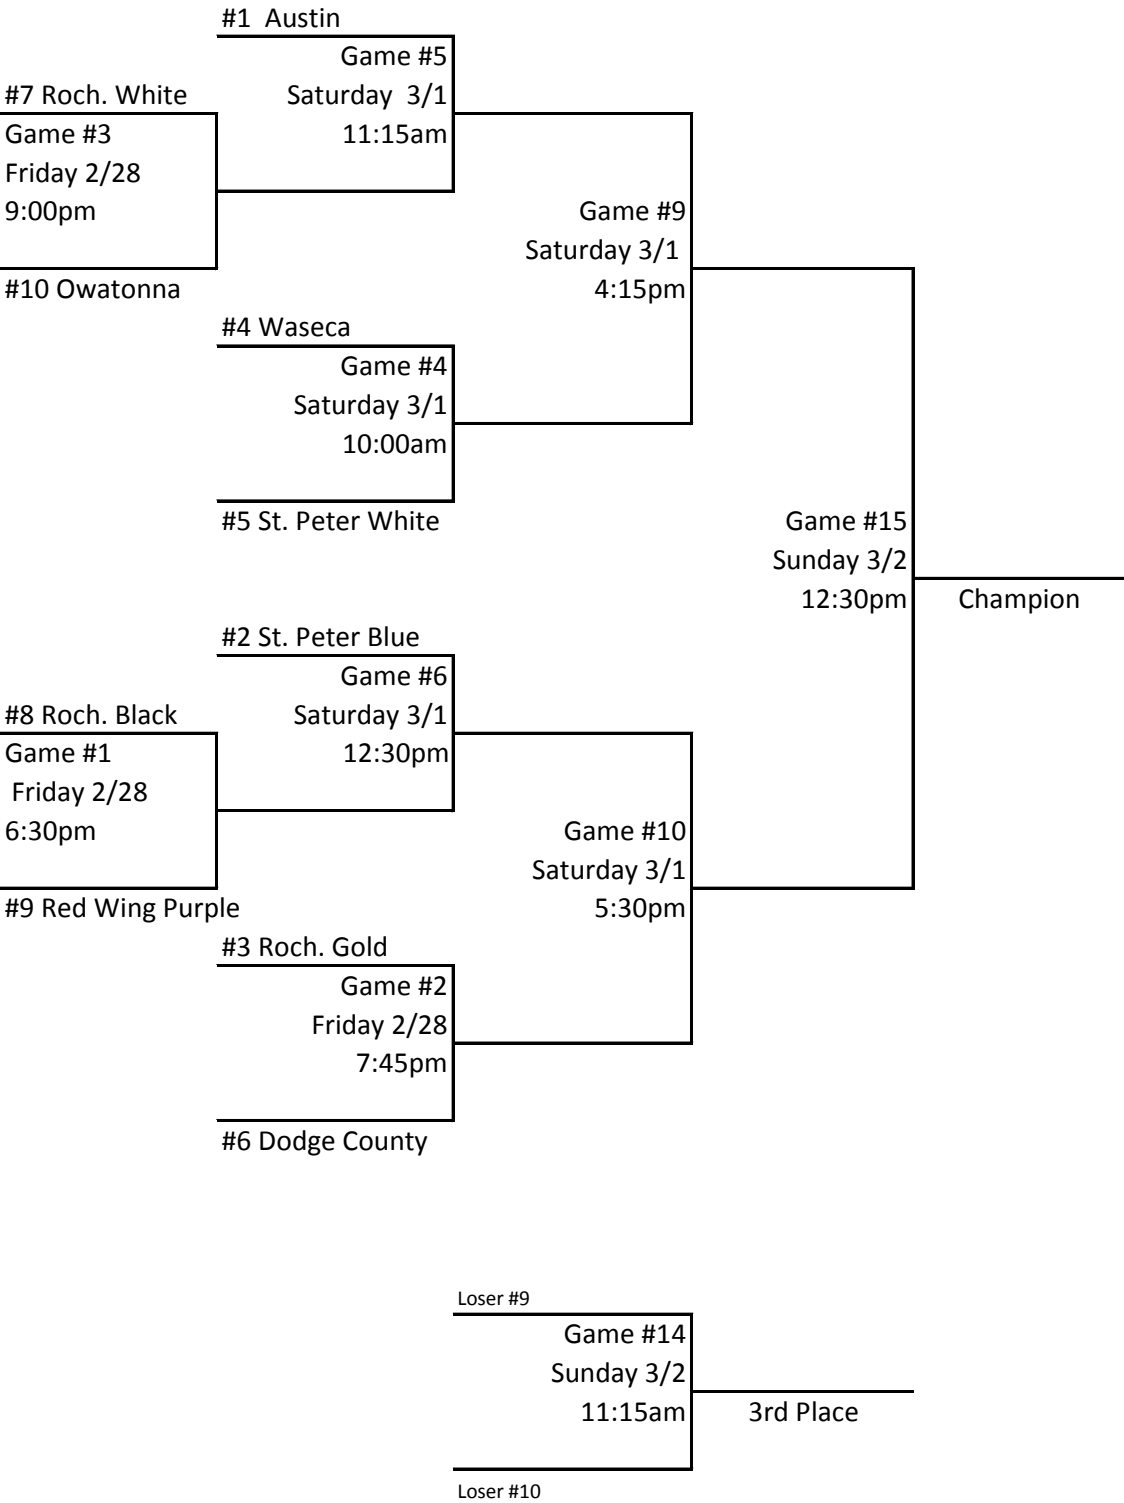 #1  Austin
Game #5
#7 Roch. White
Saturday  3/1
Game #3
11:15am
Friday 2/28
9:00pm
Game #9
Saturday 3/1
#10 Owatonna
4:15pm
#4 Waseca
Game #4
Saturday 3/1
10:00am
#5 St. Peter White
Game #15
Sunday 3/2
12:30pm
Champion
#2 St. Peter Blue
Game #6
#8 Roch. Black
Saturday 3/1
Game #1
12:30pm
Friday 2/28
6:30pm
Game #10
Saturday 3/1
#9 Red Wing Purple
5:30pm
#3 Roch. Gold
Game #2
Friday 2/28
7:45pm
#6 Dodge County
Loser #9
Game #14
Sunday 3/2
11:15am
3rd Place
Loser #10